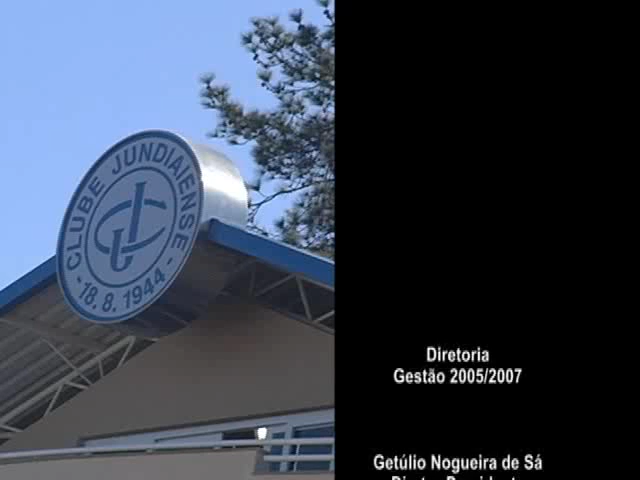 CLUBE JUNDIAIENSE
18.8.1944
Diretoria
Gestão 2005/2007
Getúlio Nogueira de Sá